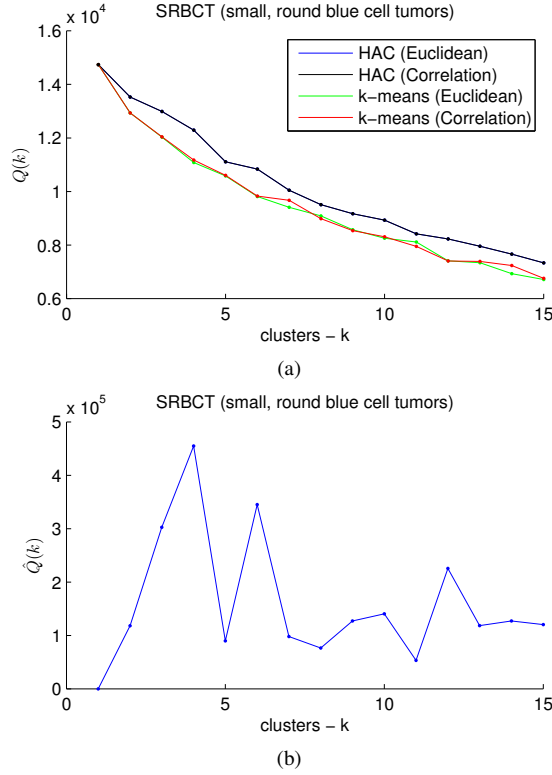 SRBCT (small, round blue cell tumors)
x 10^4
1.6
1.4
1.2
1
0.8
0.6
Q(k)
HAC (Euclidean)
HAC (Correlation)
k−means (Euclidean)
k−means (Correlation)
0 5 10 15
clusters − k
(a)
SRBCT (small, round blue cell tumors)
x 10^5
5
4
3
2
1
0
Q̂(k)
0 5 10 15
clusters − k
(b)